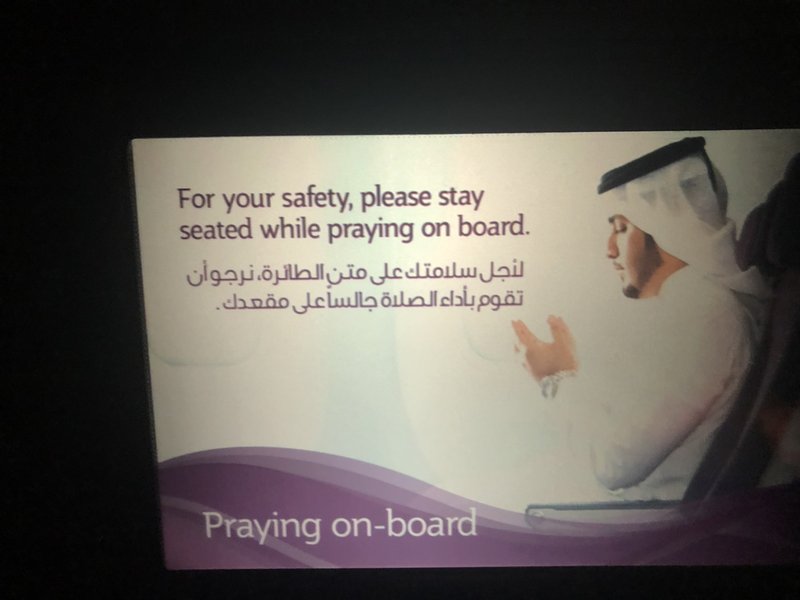 For your safety, please stay
seated while praying on board.
لأجل سلامتك على متن الطائرة، نرجو أن
تقوم بأداء الصلاة جالساً على مقعدك.
Praying on-board